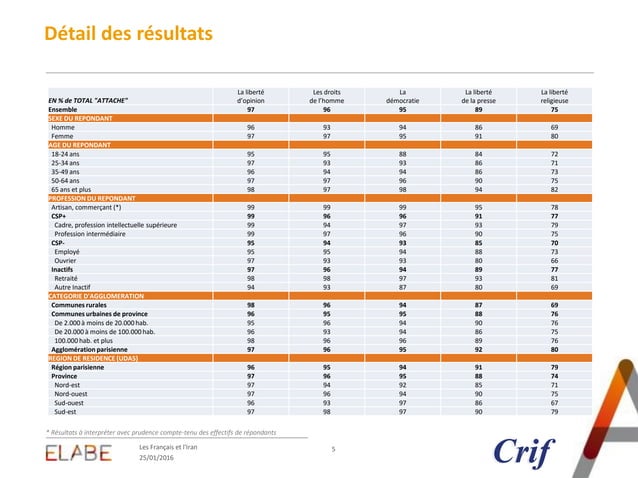 Détail des résultats
EN % de TOTAL "ATTACHE" La liberté d'opinion Les droits de l'homme La démocratie La liberté de la presse La liberté religieuse
Ensemble 97 96 95 89 75
SEXE DU REPONDANT
Homme 96 93 94 86 69
Femme 97 97 95 91 80
AGE DU REPONDANT
18-24 ans 95 95 88 84 72
25-34 ans 97 93 93 86 71
35-49 ans 96 94 94 86 73
50-64 ans 97 97 96 90 75
65 ans et plus 98 97 98 94 82
PROFESSION DU REPONDANT
Artisan, commerçant (*) 99 99 99 95 78
CSP+ 99 96 96 91 77
Cadre, profession intellectuelle supérieure 99 94 97 93 79
Profession intermédiaire 99 97 96 90 75
CSP- 95 94 93 85 70
Employé 95 95 94 88 73
Ouvrier 97 93 93 80 66
Inactifs 97 96 94 89 77
Retraité 98 98 97 93 81
Autre Inactif 94 93 87 80 69
CATEGORIE D'AGGLOMERATION
Communes rurales 98 96 94 87 69
Communes urbaines de province 96 95 95 88 76
De 2.000 à moins de 20.000 hab. 95 96 94 90 76
De 20.000 à moins de 100.000 hab. 96 93 94 86 75
100.000 hab. et plus 98 96 96 89 76
Agglomération parisienne 97 96 95 92 80
REGION DE RESIDENCE (UDA5)
Région parisienne 96 95 94 91 79
Province 97 96 95 88 74
Nord-est 97 94 92 85 71
Nord-ouest 97 96 94 90 75
Sud-ouest 96 93 97 86 67
Sud-est 97 98 97 90 79
* Résultats à interpréter avec prudence compte-tenu des effectifs de répondants
ELABE
Les Français et l'Iran
25/01/2016
5
Crif